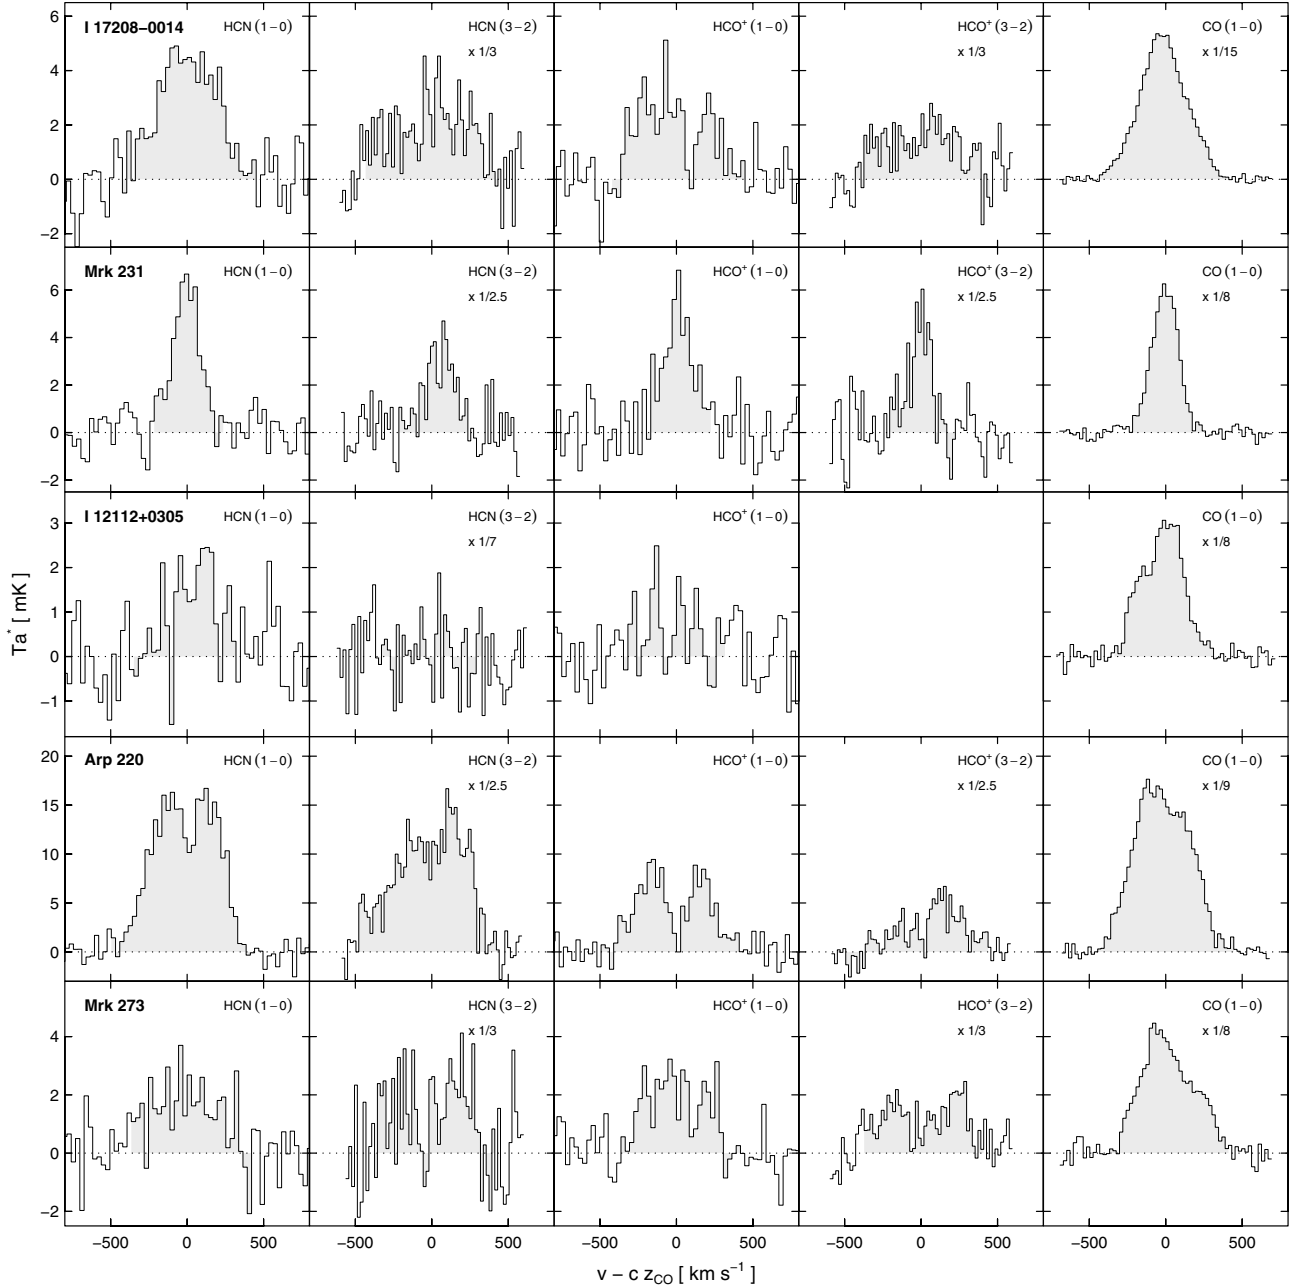 I 17208−0014 HCN (1−0) HCN (3−2) HCO⁺ (1−0) HCO⁺ (3−2) CO (1−0)
x 1/3 x 1/3 x 1/15
6
4
2
0
−2
Mrk 231 HCN (1−0) HCN (3−2) HCO⁺ (1−0) HCO⁺ (3−2) CO (1−0)
x 1/2.5 x 1/2.5 x 1/8
6
4
2
0
−2
I 12112+0305 HCN (1−0) HCN (3−2) HCO⁺ (1−0) CO (1−0)
x 1/7 x 1/8
3
2
1
0
−1
Ta* [ mK ]
Arp 220 HCN (1−0) HCN (3−2) HCO⁺ (1−0) HCO⁺ (3−2) CO (1−0)
x 1/2.5 x 1/2.5 x 1/9
20
15
10
5
0
Mrk 273 HCN (1−0) HCN (3−2) HCO⁺ (1−0) HCO⁺ (3−2) CO (1−0)
x 1/3 x 1/3 x 1/8
4
2
0
−2
−500 0 500 −500 0 500 −500 0 500 −500 0 500 −500 0 500
v − c z_CO [ km s⁻¹ ]